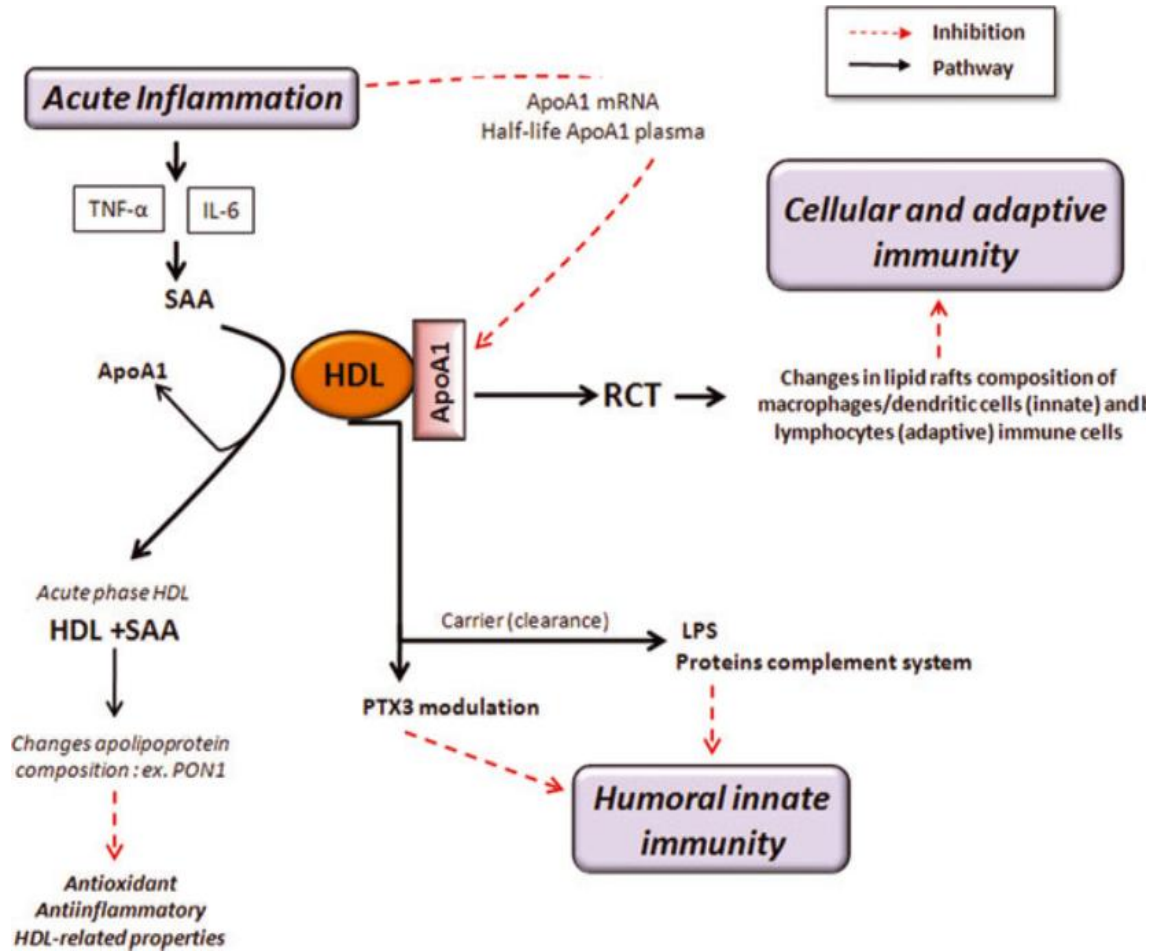 Inhibition
Pathway
Acute Inflammation
ApoA1 mRNA
Half-life ApoA1 plasma
TNF-α
IL-6
SAA
Cellular and adaptive
immunity
ApoA1
HDL
ApoA1
RCT
Changes in lipid rafts composition of
macrophages/dendritic cells (innate) and l
lymphocytes (adaptive) immune cells
Acute phase HDL
HDL +SAA
Carrier (clearance)
LPS
Proteins complement system
PTX3 modulation
Changes apolipoprotein
composition : ex. PON1
Humoral innate
immunity
Antioxidant
Antiinflammatory
HDL-related properties